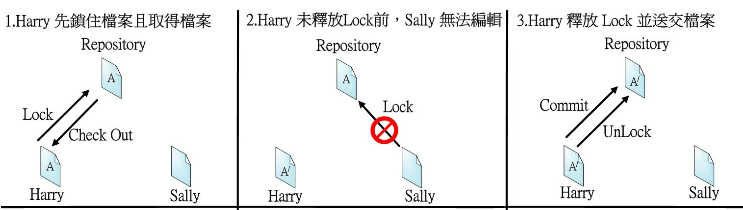 1.Harry 先鎖住檔案且取得檔案
Repository
A
Lock
Check Out
A
Harry
Sally
2.Harry 未釋放Lock前，Sally 無法編輯
Repository
A
Lock
A'
Harry
Sally
3.Harry 釋放 Lock 並送交檔案
Repository
A'
Commit
UnLock
A'
Harry
Sally